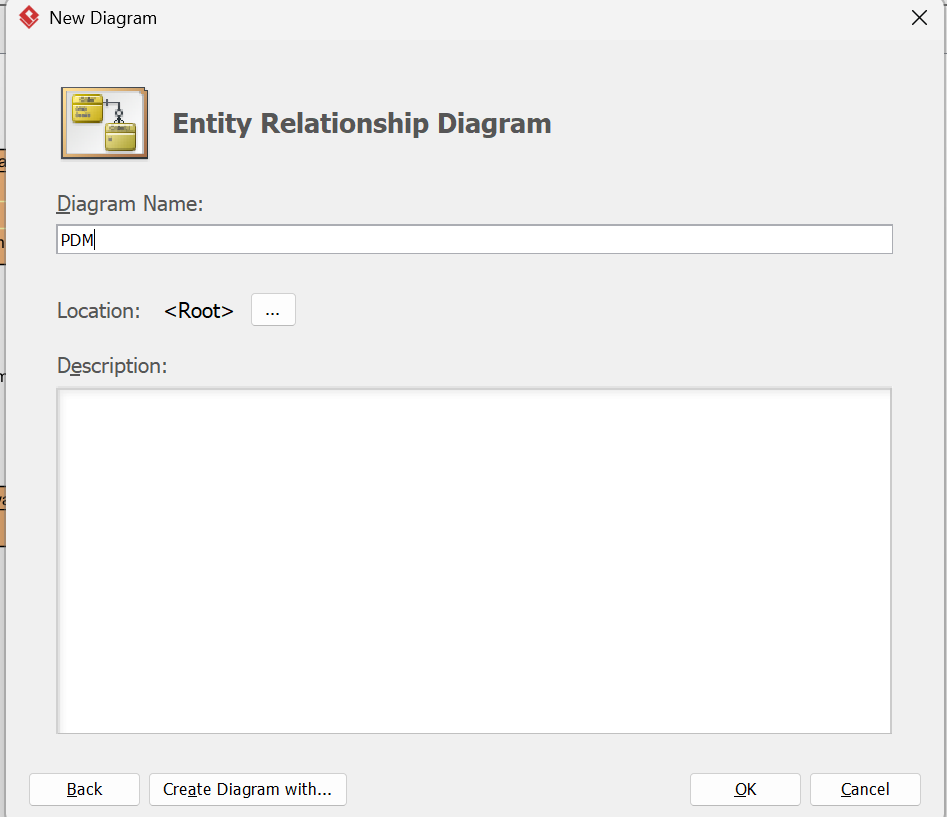 New Diagram
Entity Relationship Diagram
Diagram Name:
PDM
Location: <Root> ...
Description:
Back Create Diagram with... OK Cancel